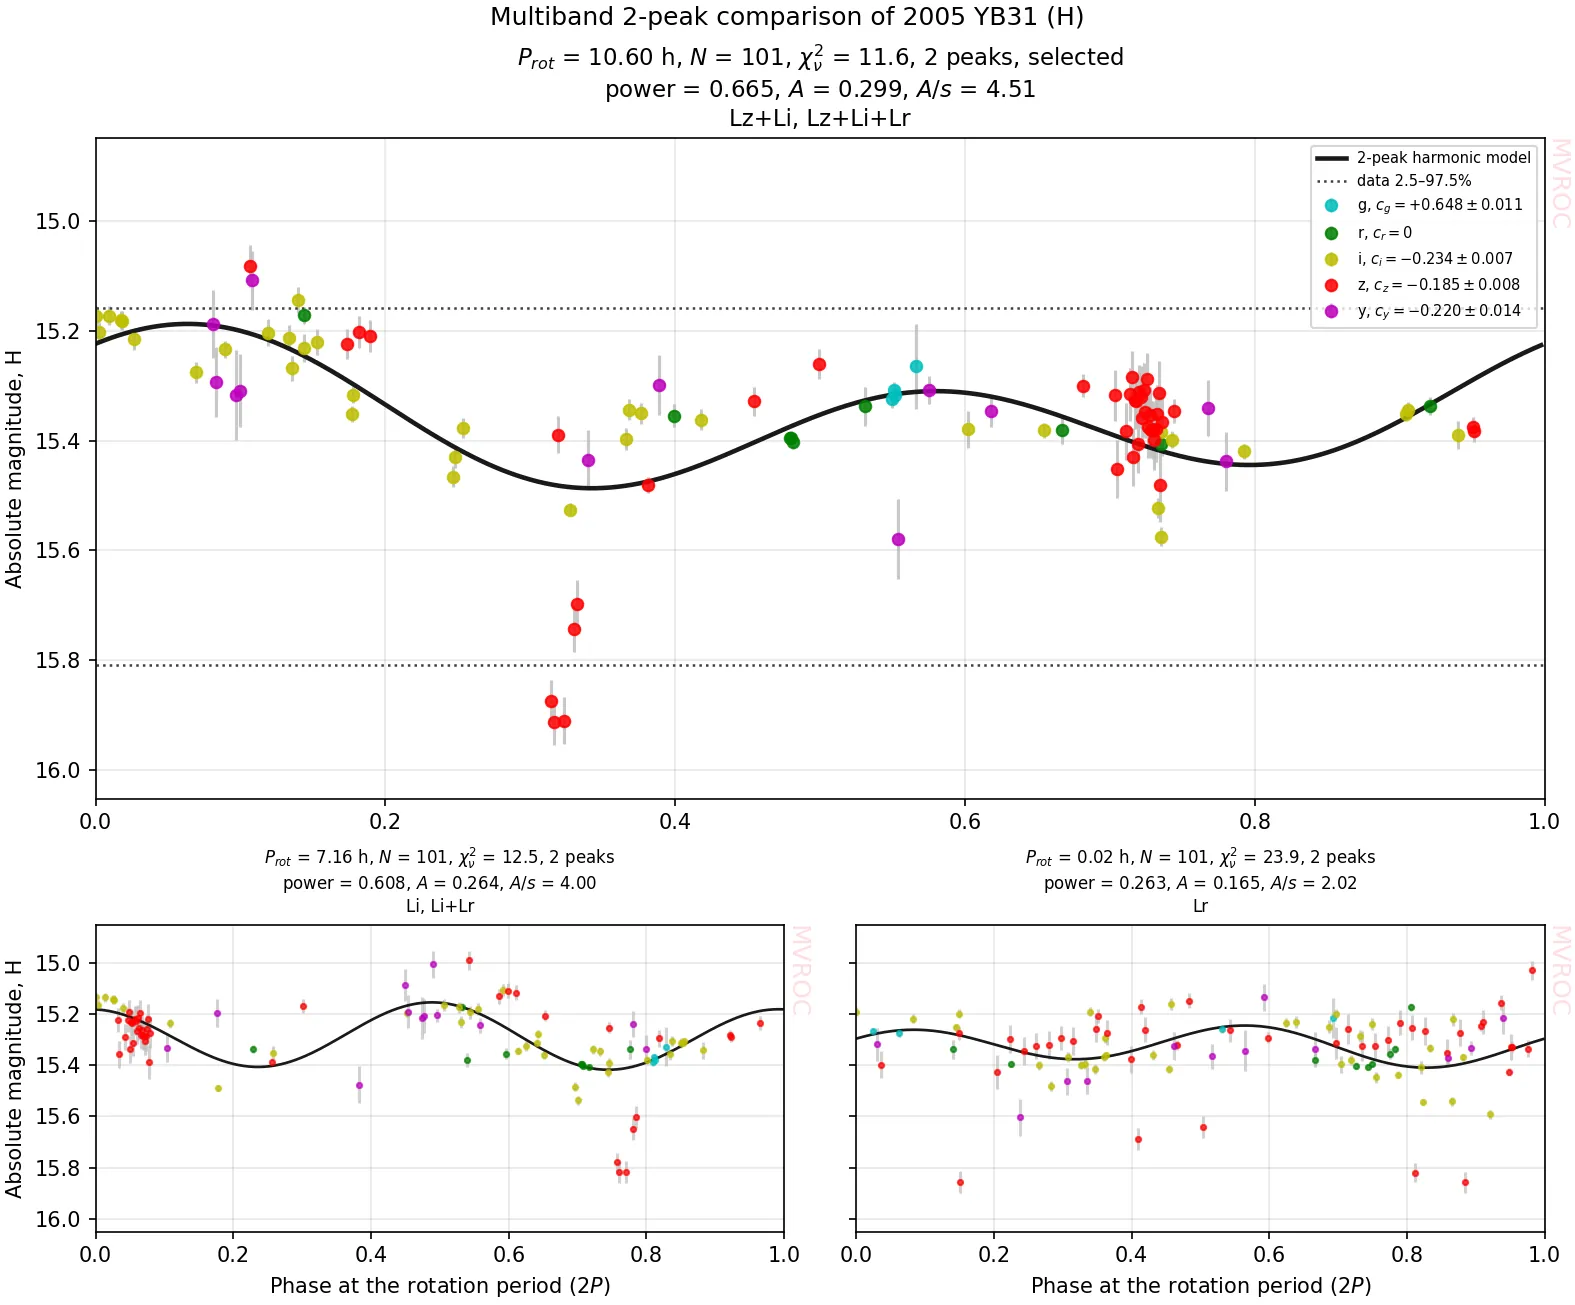 Multiband 2-peak comparison of 2005 YB31 (H)
P_rot = 10.60 h, N = 101, χ²_ν = 11.6, 2 peaks, selected
power = 0.665, A = 0.299, A/s = 4.51
Lz+Li, Lz+Li+Lr
2-peak harmonic model
data 2.5–97.5%
g, c_g = +0.648 ± 0.011
r, c_r = 0
i, c_i = −0.234 ± 0.007
z, c_z = −0.185 ± 0.008
y, c_y = −0.220 ± 0.014
MVROC
Absolute magnitude, H
15.0
15.2
15.4
15.6
15.8
16.0
0.0 0.2 0.4 0.6 0.8 1.0
P_rot = 7.16 h, N = 101, χ²_ν = 12.5, 2 peaks
power = 0.608, A = 0.264, A/s = 4.00
Li, Li+Lr
MVROC
Absolute magnitude, H
15.0
15.2
15.4
15.6
15.8
16.0
0.0 0.2 0.4 0.6 0.8 1.0
Phase at the rotation period (2P)
P_rot = 0.02 h, N = 101, χ²_ν = 23.9, 2 peaks
power = 0.263, A = 0.165, A/s = 2.02
Lr
MVROC
0.0 0.2 0.4 0.6 0.8 1.0
Phase at the rotation period (2P)